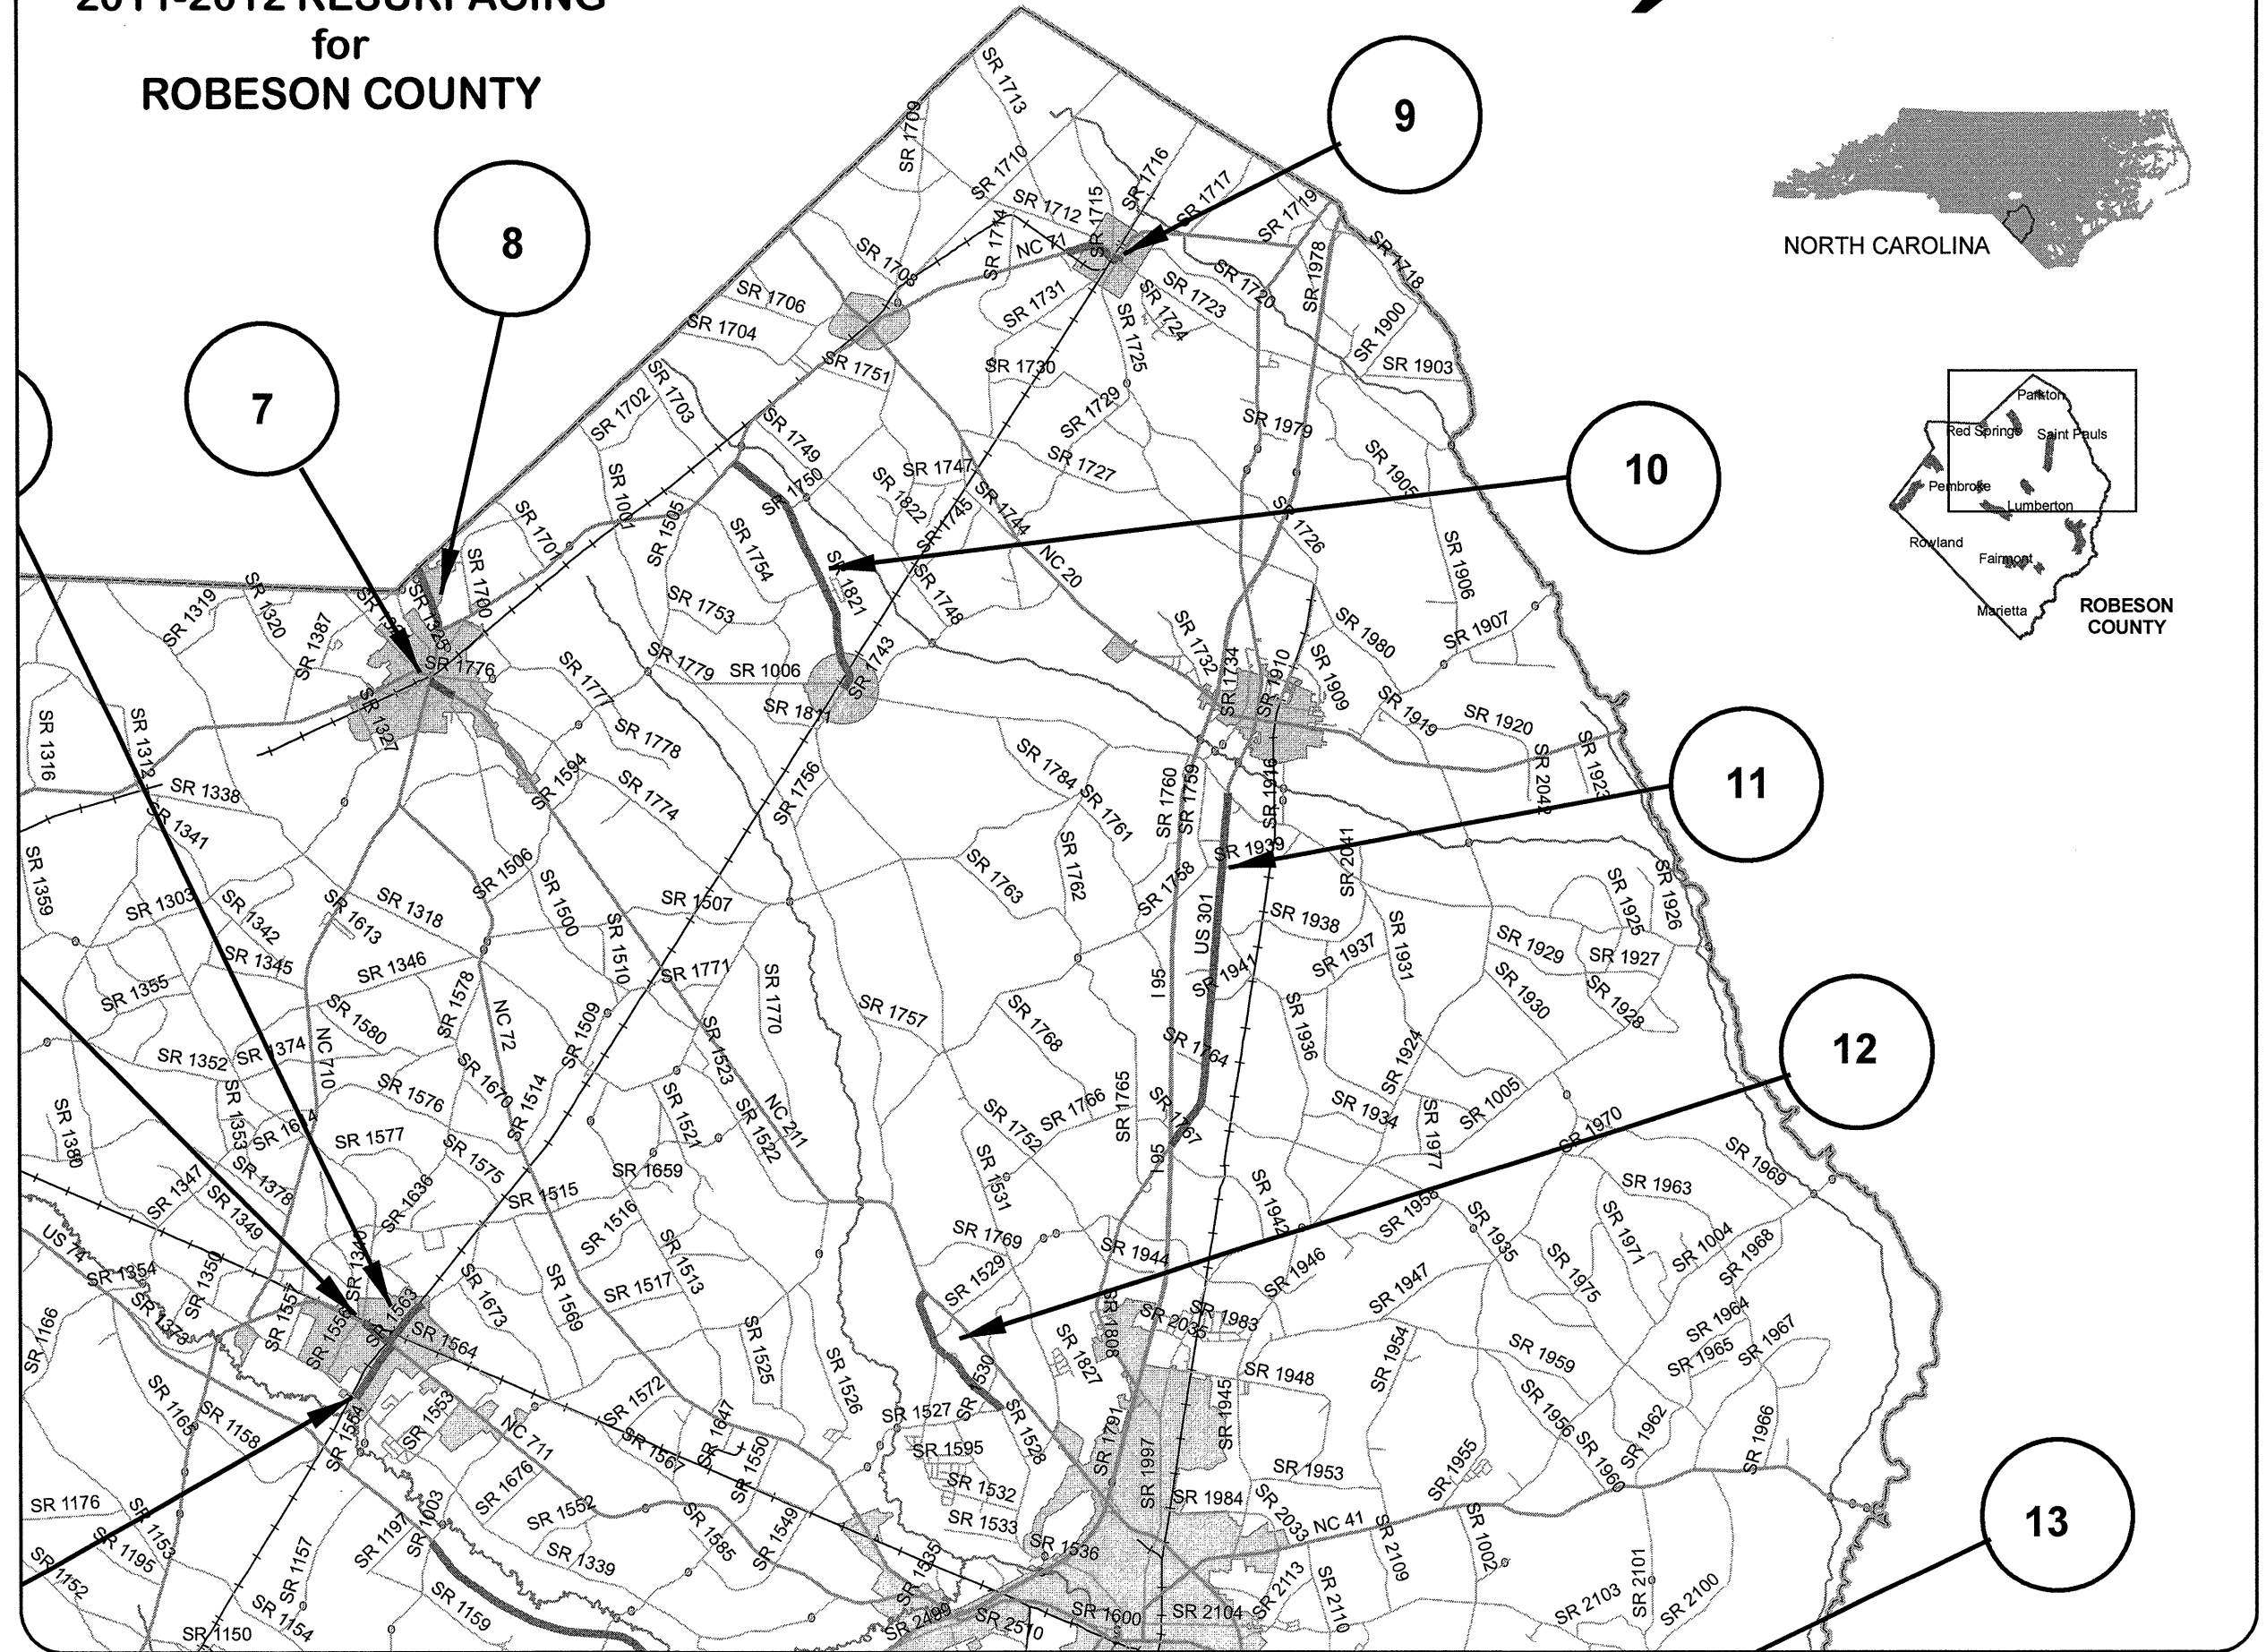 2011-2012 RESURFACING
for
ROBESON COUNTY
9
8
7
10
11
12
13
NORTH CAROLINA
Parkton
Red Springs
Saint Pauls
Pembroke
Lumberton
Rowland
Fairmont
Marietta
ROBESON
COUNTY
SR 1713
SR 1709
SR 1710
SR 1716
SR 1717
SR 1712
SR 1715
SR 1719
SR 1714
NC 71
SR 1978
SR 1718
SR 1708
SR 1706
SR 1704
SR 1731
SR 1723
SR 1720
SR 1724
SR 1725
SR 1900
SR 1903
SR 1751
SR 1730
SR 1703
SR 1702
SR 1729
SR 1979
SR 1749
SR 1747
SR 1727
SR 1905
SR 1750
SR 1822
SR 1745
SR 1744
SR 1001
SR 1701
SR 1505
SR 1754
SR 1726
NC 20
SR 1906
SR 1821
SR 1748
SR 1700
SR 1328
SR 1319
SR 1320
SR 1387
SR 1753
SR 1732
SR 1980
SR 1907
SR 1776
SR 1777
SR 1779
SR 1006
SR 1743
SR 1734
SR 1910
SR 1909
SR 1811
SR 1919
SR 1920
SR 1327
SR 1316
SR 1312
SR 1778
SR 1784
SR 2042
SR 1923
SR 1338
SR 1594
SR 1774
SR 1756
SR 1761
SR 1760
SR 1759
SR 1916
SR 1341
SR 1939
SR 2041
SR 1359
SR 1303
SR 1342
SR 1613
SR 1318
SR 1506
SR 1500
SR 1507
SR 1763
SR 1762
SR 1758
US 301
SR 1938
SR 1925
SR 1926
SR 1345
SR 1346
SR 1510
SR 1771
SR 1770
SR 1937
SR 1931
SR 1929
SR 1927
SR 1941
SR 1355
SR 1580
SR 1578
NC 72
SR 1509
SR 1757
SR 1768
I 95
SR 1930
SR 1928
SR 1352
SR 1374
NC 710
SR 1523
SR 1764
SR 1936
SR 1924
SR 1353
SR 1576
SR 1670
SR 1514
SR 1521
SR 1522
NC 211
SR 1752
SR 1766
SR 1765
SR 1767
SR 1934
SR 1977
SR 1005
SR 1970
SR 1380
SR 1614
SR 1577
SR 1575
SR 1659
SR 1531
I 95
SR 1969
SR 1347
SR 1378
SR 1349
SR 1636
SR 1515
SR 1516
SR 1942
SR 1958
SR 1963
US 74
SR 1354
SR 1350
SR 1340
SR 1513
SR 1769
SR 1944
SR 1935
SR 1971
SR 1004
SR 1968
SR 1166
SR 1373
SR 1557
SR 1556
SR 1563
SR 1673
SR 1569
SR 1517
SR 1529
SR 1946
SR 1947
SR 1975
SR 1564
SR 1525
SR 1526
SR 1530
SR 1827
SR 1808
SR 2035
SR 1983
SR 1954
SR 1959
SR 1964
SR 1965
SR 1967
SR 1165
SR 1158
SR 1554
SR 1553
NC 711
SR 1572
SR 1567
SR 1647
SR 1550
SR 1527
SR 1528
SR 1595
SR 1791
SR 1945
SR 1948
SR 1956
SR 1962
SR 1966
SR 1176
SR 1153
SR 1195
SR 1197
SR 1003
SR 1676
SR 1552
SR 1585
SR 1549
SR 1532
SR 1533
SR 1997
SR 1984
SR 1953
SR 1955
SR 1960
SR 2033
NC 41
SR 1152
SR 1157
SR 1339
SR 1535
SR 1536
SR 2109
SR 1002
SR 2101
SR 1150
SR 1154
SR 1159
SR 2489
SR 2510
SR 1600
SR 2104
SR 2113
SR 2110
SR 2103
SR 2100